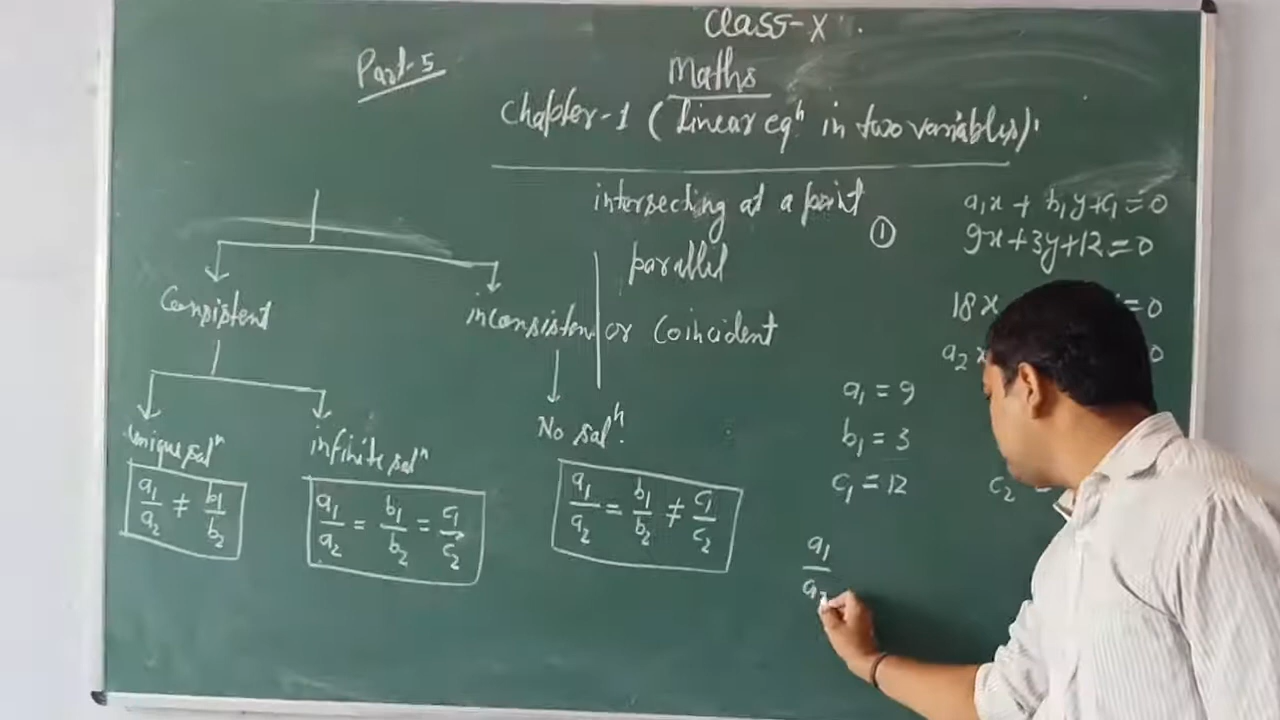 Class-X
Part-5
Maths
Chapter-1 (Linear eqⁿ in two variables)
intersecting at a point
parallel
or Coincident
Consistent
inconsistent
Unique solⁿ
infinite solⁿ
No solⁿ.
a₁/a₂ ≠ b₁/b₂
a₁/a₂ = b₁/b₂ = c₁/c₂
a₁/a₂ = b₁/b₂ ≠ c₁/c₂
①
a₁x + b₁y + c₁ = 0
9x + 3y + 12 = 0
18x = 0
a₂x 0
a₁ = 9
b₁ = 3
c₁ = 12
c₂ =
a₁/a₂